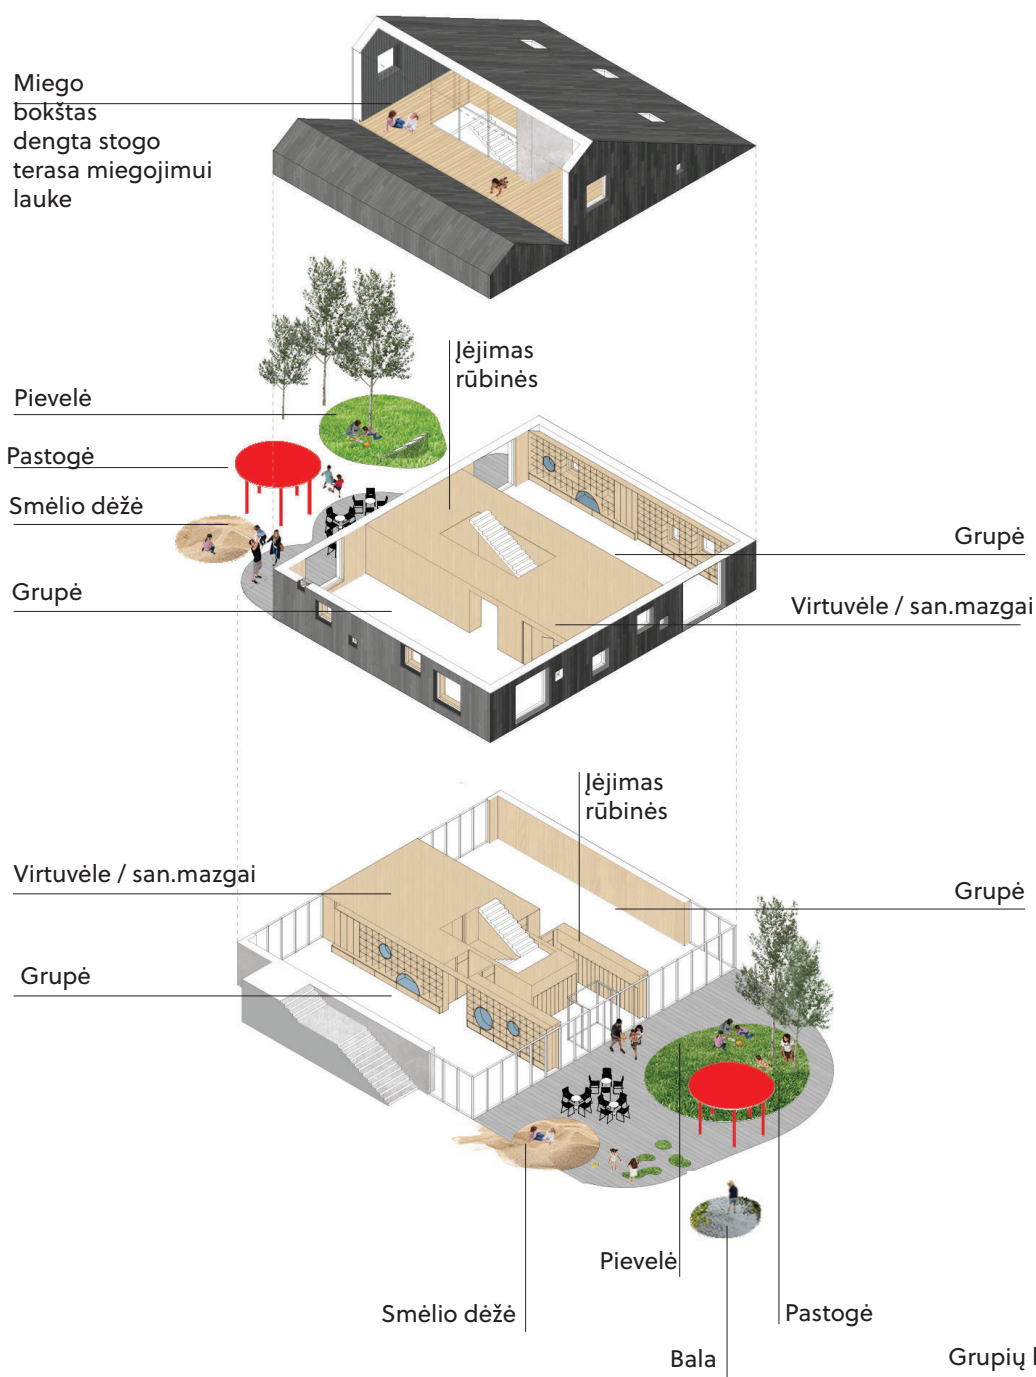 Miego
bokštas
dengta stogo
terasa miegojimui
lauke
Įėjimas
rūbinės
Pievelė
Pastogė
Smėlio dėžė
Grupė
Grupė
Virtuvėle / san.mazgai
Įėjimas
rūbinės
Virtuvėle / san.mazgai
Grupė
Grupė
Pievelė
Smėlio dėžė
Pastogė
Bala
Grupių